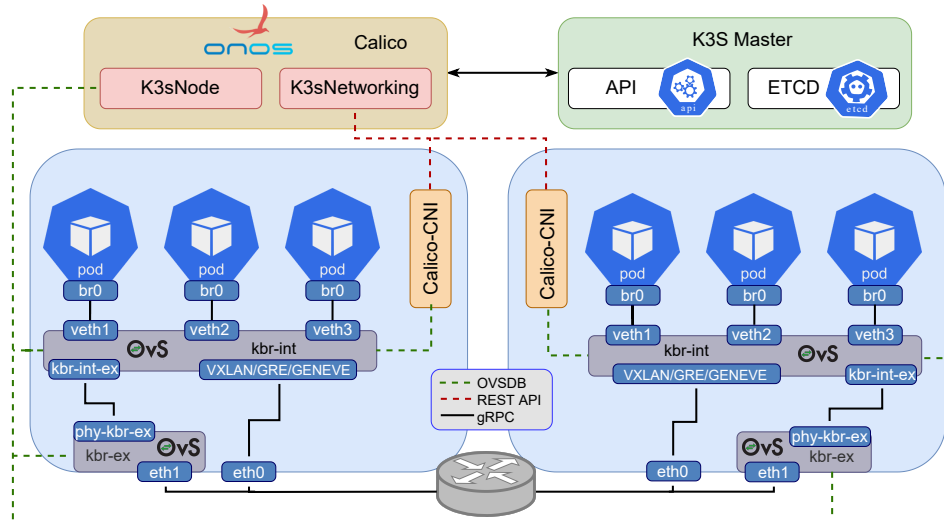 onos
Calico
K3sNode
K3sNetworking
K3S Master
API
api
ETCD
etcd
pod
pod
pod
br0
br0
br0
veth1
veth2
veth3
OvS
kbr-int
kbr-int-ex
VXLAN/GRE/GENEVE
Calico-CNI
phy-kbr-ex
OvS
kbr-ex
eth1
eth0
OVSDB
REST API
gRPC
Calico-CNI
pod
pod
pod
br0
br0
br0
veth1
veth2
veth3
kbr-int
OvS
VXLAN/GRE/GENEVE
kbr-int-ex
phy-kbr-ex
OvS
kbr-ex
eth0
eth1